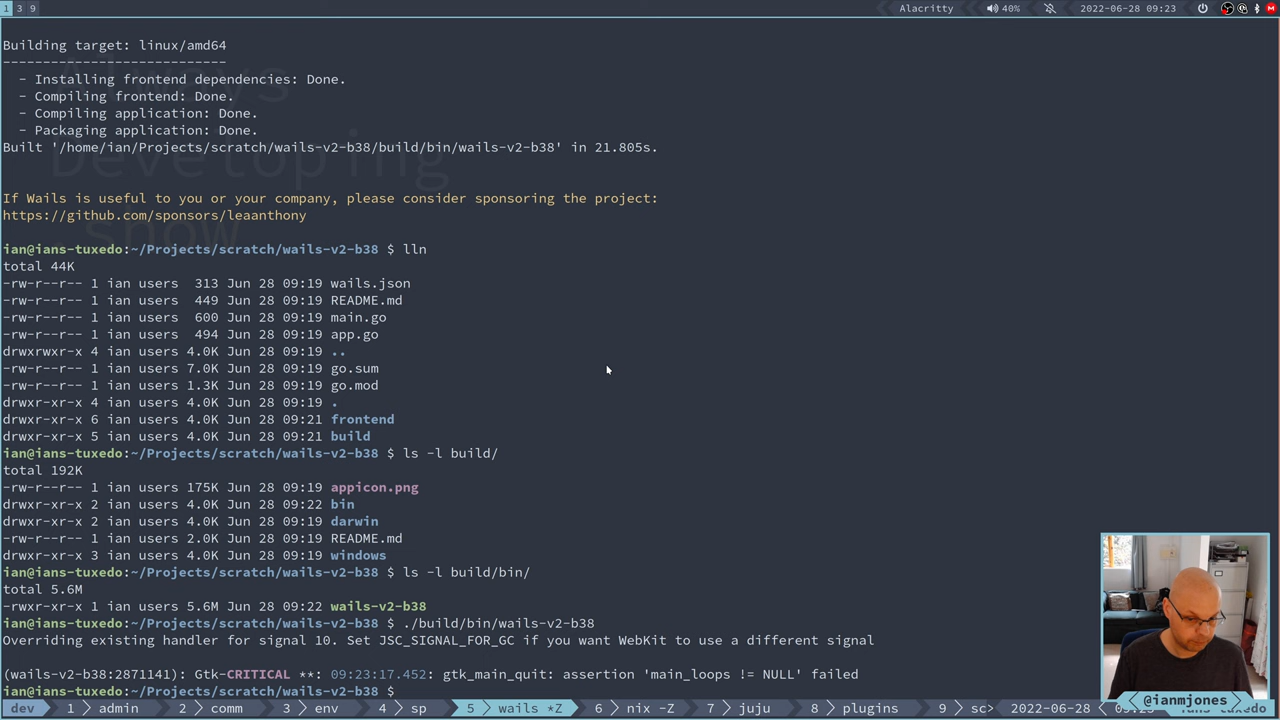 1 3 9
Alacritty
40%
2022-06-28 09:23
Building target: linux/amd64
----------------------------
- Installing frontend dependencies: Done.
- Compiling frontend: Done.
- Compiling application: Done.
- Packaging application: Done.
Built '/home/ian/Projects/scratch/wails-v2-b38/build/bin/wails-v2-b38' in 21.805s.
Always
Developing
show
If Wails is useful to you or your company, please consider sponsoring the project:
https://github.com/sponsors/leaanthony
ian@ians-tuxedo:~/Projects/scratch/wails-v2-b38 $ lln
total 44K
-rw-r--r-- 1 ian users  313 Jun 28 09:19 wails.json
-rw-r--r-- 1 ian users  449 Jun 28 09:19 README.md
-rw-r--r-- 1 ian users  600 Jun 28 09:19 main.go
-rw-r--r-- 1 ian users  494 Jun 28 09:19 app.go
drwxrwxr-x 4 ian users 4.0K Jun 28 09:19 ..
-rw-r--r-- 1 ian users 7.0K Jun 28 09:19 go.sum
-rw-r--r-- 1 ian users 1.3K Jun 28 09:19 go.mod
drwxr-xr-x 4 ian users 4.0K Jun 28 09:19 .
drwxr-xr-x 6 ian users 4.0K Jun 28 09:21 frontend
drwxr-xr-x 5 ian users 4.0K Jun 28 09:21 build
ian@ians-tuxedo:~/Projects/scratch/wails-v2-b38 $ ls -l build/
total 192K
-rw-r--r-- 1 ian users 175K Jun 28 09:19 appicon.png
drwxr-xr-x 2 ian users 4.0K Jun 28 09:22 bin
drwxr-xr-x 2 ian users 4.0K Jun 28 09:19 darwin
-rw-r--r-- 1 ian users 2.0K Jun 28 09:19 README.md
drwxr-xr-x 3 ian users 4.0K Jun 28 09:19 windows
ian@ians-tuxedo:~/Projects/scratch/wails-v2-b38 $ ls -l build/bin/
total 5.6M
-rwxr-xr-x 1 ian users 5.6M Jun 28 09:22 wails-v2-b38
ian@ians-tuxedo:~/Projects/scratch/wails-v2-b38 $ ./build/bin/wails-v2-b38
Overriding existing handler for signal 10. Set JSC_SIGNAL_FOR_GC if you want WebKit to use a different signal
(wails-v2-b38:2871141): Gtk-CRITICAL **: 09:23:17.452: gtk_main_quit: assertion 'main_loops != NULL' failed
ian@ians-tuxedo:~/Projects/scratch/wails-v2-b38 $
@ianmjones
dev 1 admin 2 comm 3 env 4 sp 5 wails *Z 6 nix -Z 7 juju 8 plugins 9 sc> 2022-06-28